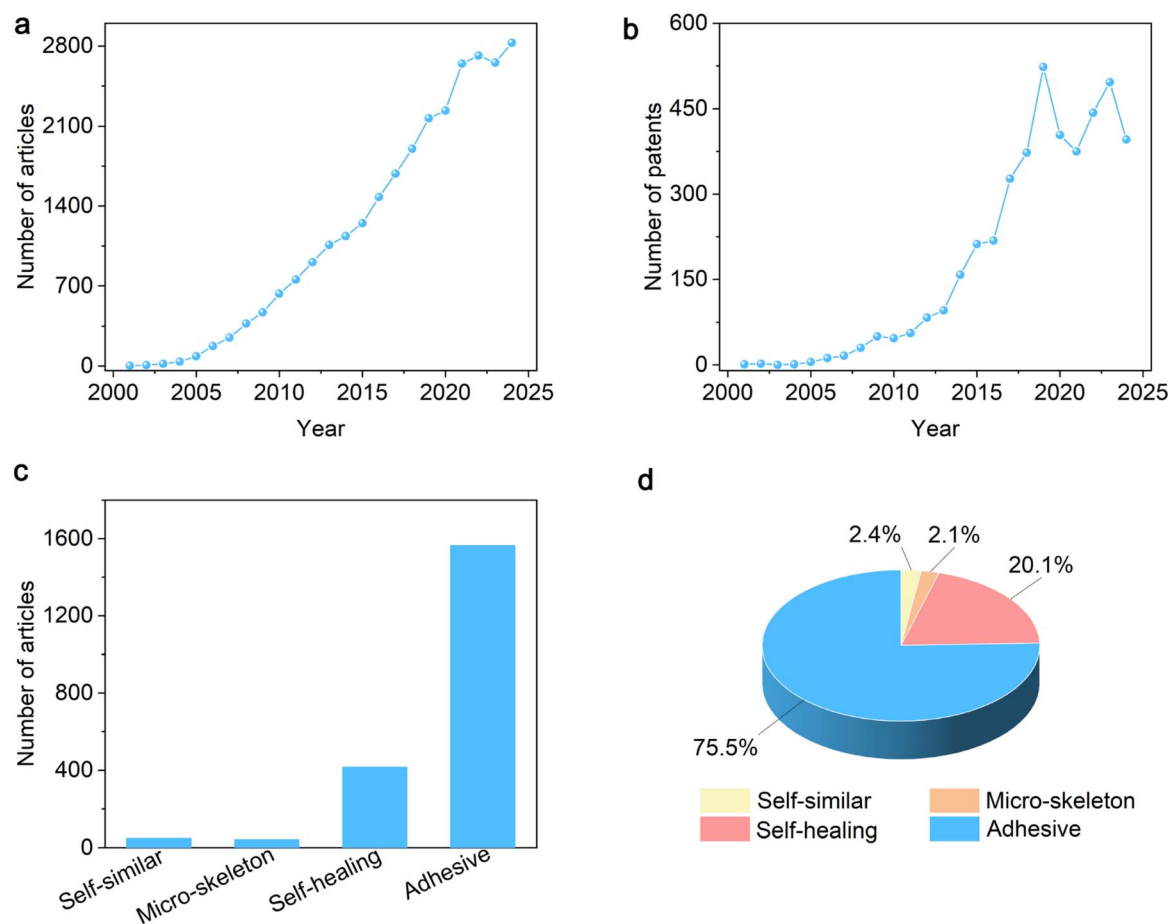 a
2800
2100
1400
700
0
2000 2005 2010 2015 2020 2025
Number of articles
Year
b
600
450
300
150
0
2000 2005 2010 2015 2020 2025
Number of patents
Year
c
1600
1200
800
400
0
Number of articles
Self-similar
Micro-skeleton
Self-healing
Adhesive
d
2.4%
2.1%
20.1%
75.5%
Self-similar
Micro-skeleton
Self-healing
Adhesive